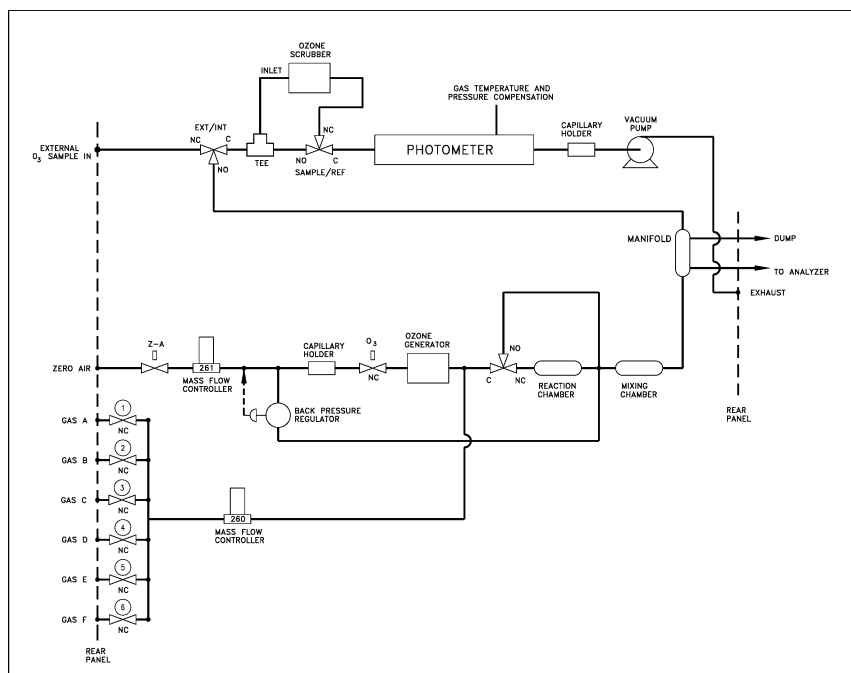 OZONE
SCRUBBER
INLET
GAS TEMPERATURE AND
PRESSURE COMPENSATION
EXT/INT
NC
C
NO
EXTERNAL
O3 SAMPLE IN
TEE
NC
NO
C
SAMPLE/REF
PHOTOMETER
CAPILLARY
HOLDER
VACUUM
PUMP
MANIFOLD
DUMP
TO ANALYZER
EXHAUST
ZERO AIR
Z-A
261
MASS FLOW
CONTROLLER
CAPILLARY
HOLDER
O3
NC
OZONE
GENERATOR
NO
C
NC
REACTION
CHAMBER
MIXING
CHAMBER
REAR
PANEL
BACK PRESSURE
REGULATOR
GAS A
1
NC
GAS B
2
NC
GAS C
3
NC
GAS D
4
NC
GAS E
5
NC
GAS F
6
NC
260
MASS FLOW
CONTROLLER
REAR
PANEL